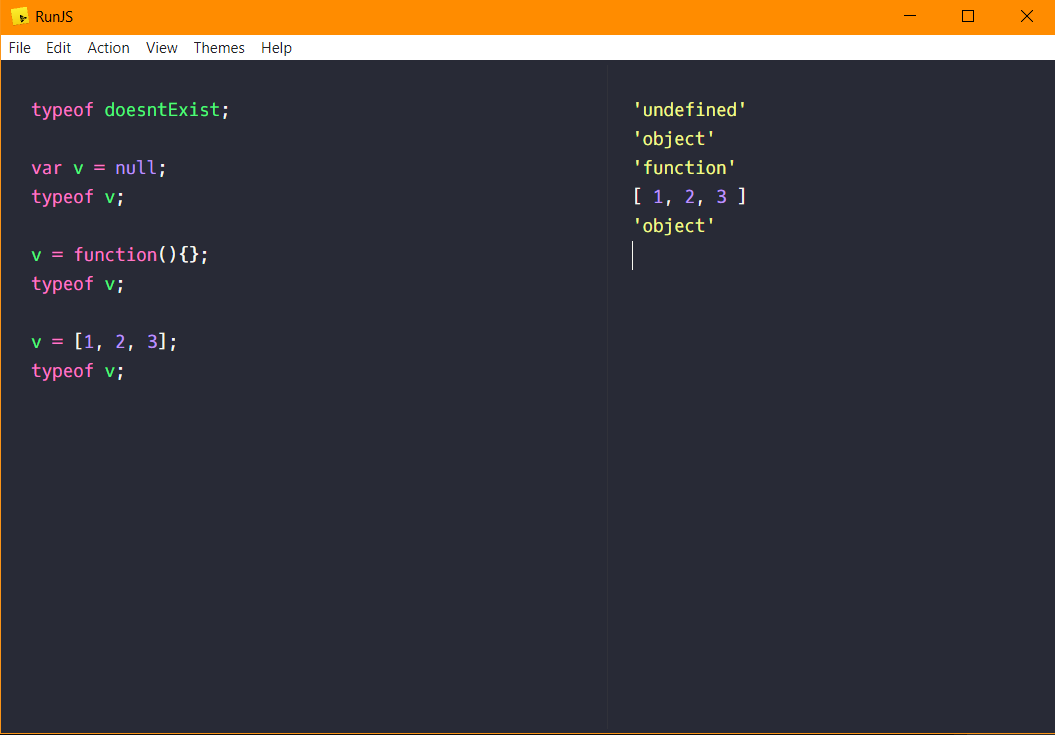 RunJS
File Edit Action View Themes Help
typeof doesntExist;
var v = null;
typeof v;
v = function(){};
typeof v;
v = [1, 2, 3];
typeof v;
'undefined'
'object'
'function'
[ 1, 2, 3 ]
'object'